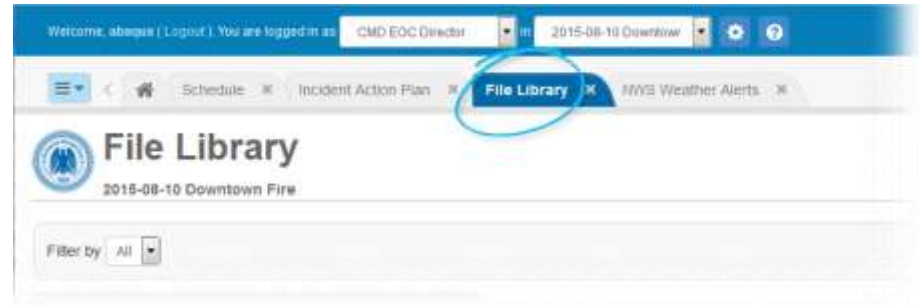 Welcome, abaque ( Logout ). You are logged in as CMD EOC Director in 2015-08-10 Downtow
Schedule Incident Action Plan File Library NWS Weather Alerts
File Library
2015-08-10 Downtown Fire
Filter by All